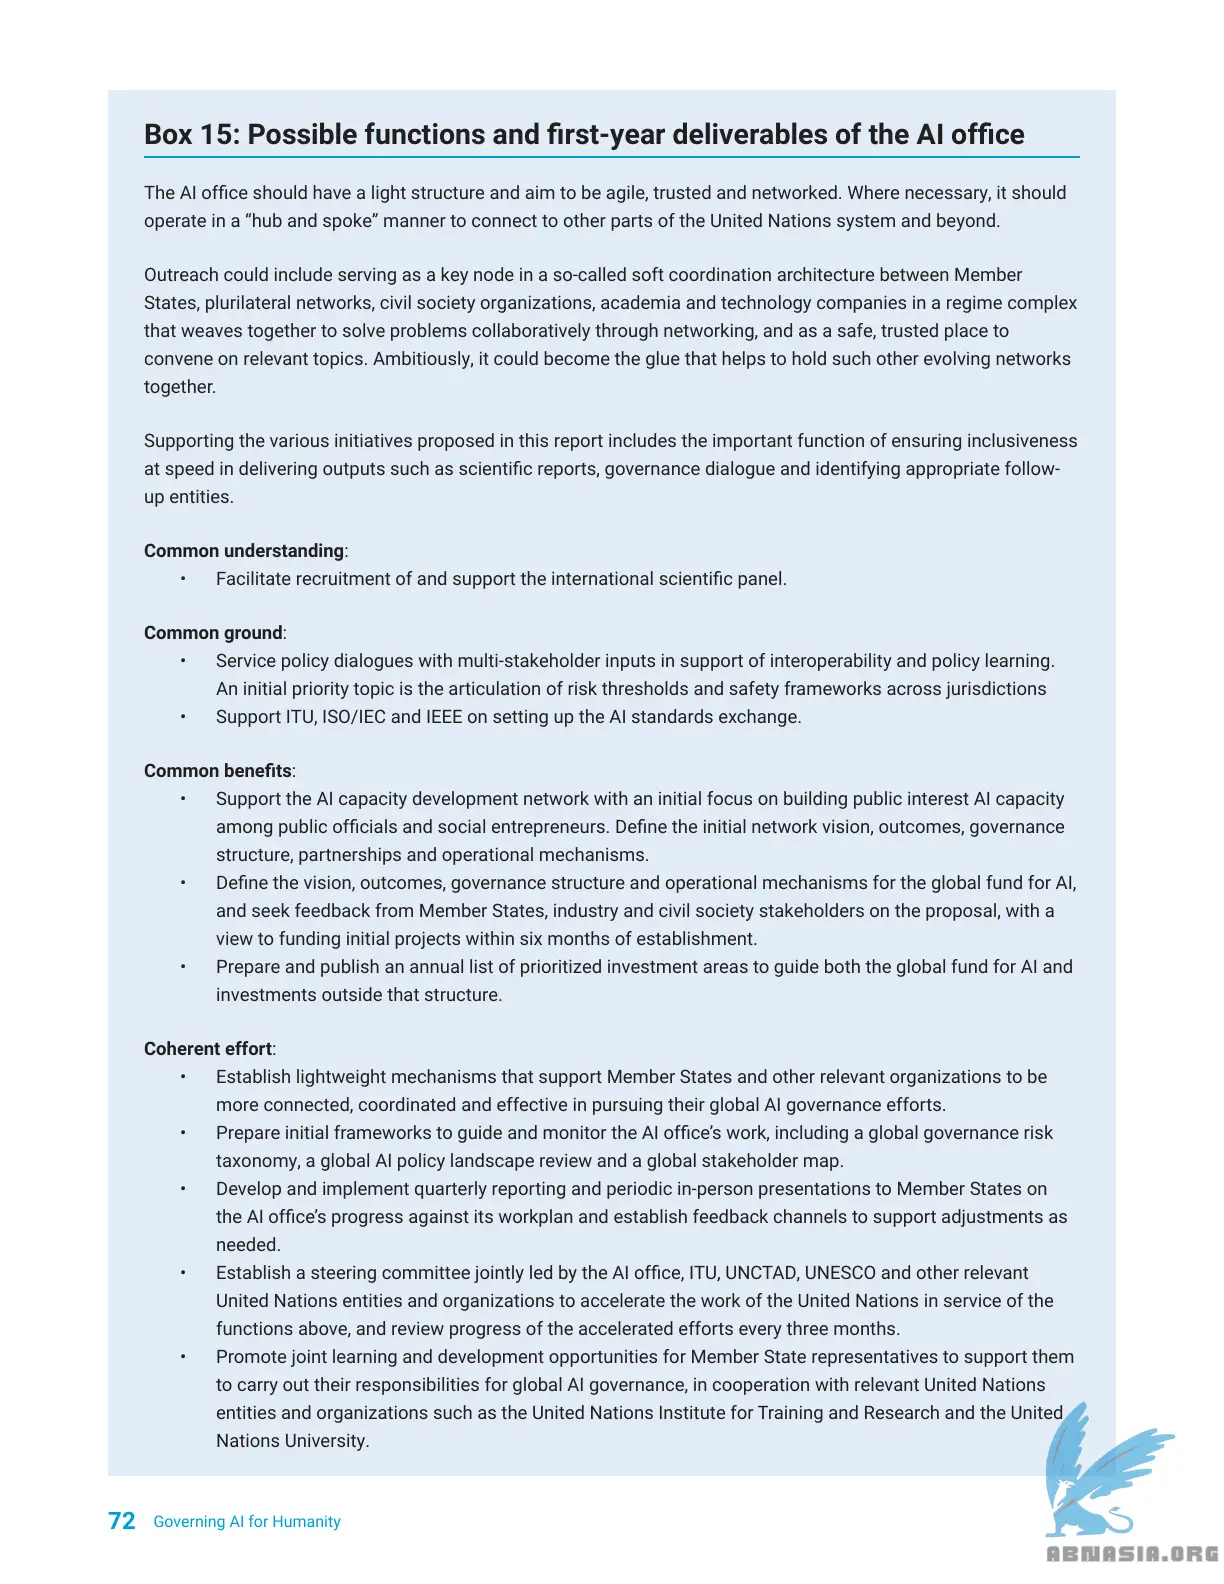 Box 15: Possible functions and first-year deliverables of the AI office
The AI office should have a light structure and aim to be agile, trusted and networked. Where necessary, it should
operate in a “hub and spoke” manner to connect to other parts of the United Nations system and beyond.
Outreach could include serving as a key node in a so-called soft coordination architecture between Member
States, plurilateral networks, civil society organizations, academia and technology companies in a regime complex
that weaves together to solve problems collaboratively through networking, and as a safe, trusted place to
convene on relevant topics. Ambitiously, it could become the glue that helps to hold such other evolving networks
together.
Supporting the various initiatives proposed in this report includes the important function of ensuring inclusiveness
at speed in delivering outputs such as scientific reports, governance dialogue and identifying appropriate follow-
up entities.
Common understanding:
• Facilitate recruitment of and support the international scientific panel.
Common ground:
• Service policy dialogues with multi-stakeholder inputs in support of interoperability and policy learning.
An initial priority topic is the articulation of risk thresholds and safety frameworks across jurisdictions
• Support ITU, ISO/IEC and IEEE on setting up the AI standards exchange.
Common benefits:
• Support the AI capacity development network with an initial focus on building public interest AI capacity
among public officials and social entrepreneurs. Define the initial network vision, outcomes, governance
structure, partnerships and operational mechanisms.
• Define the vision, outcomes, governance structure and operational mechanisms for the global fund for AI,
and seek feedback from Member States, industry and civil society stakeholders on the proposal, with a
view to funding initial projects within six months of establishment.
• Prepare and publish an annual list of prioritized investment areas to guide both the global fund for AI and
investments outside that structure.
Coherent effort:
• Establish lightweight mechanisms that support Member States and other relevant organizations to be
more connected, coordinated and effective in pursuing their global AI governance efforts.
• Prepare initial frameworks to guide and monitor the AI office’s work, including a global governance risk
taxonomy, a global AI policy landscape review and a global stakeholder map.
• Develop and implement quarterly reporting and periodic in-person presentations to Member States on
the AI office’s progress against its workplan and establish feedback channels to support adjustments as
needed.
• Establish a steering committee jointly led by the AI office, ITU, UNCTAD, UNESCO and other relevant
United Nations entities and organizations to accelerate the work of the United Nations in service of the
functions above, and review progress of the accelerated efforts every three months.
• Promote joint learning and development opportunities for Member State representatives to support them
to carry out their responsibilities for global AI governance, in cooperation with relevant United Nations
entities and organizations such as the United Nations Institute for Training and Research and the United
Nations University.
72 Governing AI for Humanity
ABNASIA.ORG